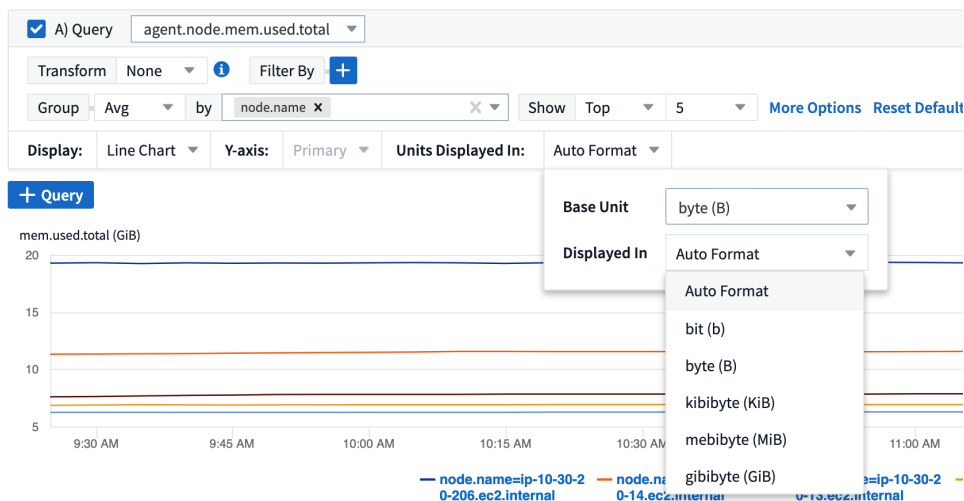 A) Query agent.node.mem.used.total
Transform None i Filter By +
Group Avg by node.name × × Show Top 5 More Options Reset Default
Display: Line Chart Y-axis: Primary Units Displayed In: Auto Format
+ Query
Base Unit byte (B)
Displayed In Auto Format
Auto Format
bit (b)
byte (B)
kibibyte (KiB)
mebibyte (MiB)
gibibyte (GiB)
mem.used.total (GiB)
20
15
10
5
9:30 AM 9:45 AM 10:00 AM 10:15 AM 10:30 AM 11:00 AM
node.name=ip-10-30-2
0-206.ec2.internal
node.na
0-14.ec2.internal
e=ip-10-30-2
0-13.ec2.internal